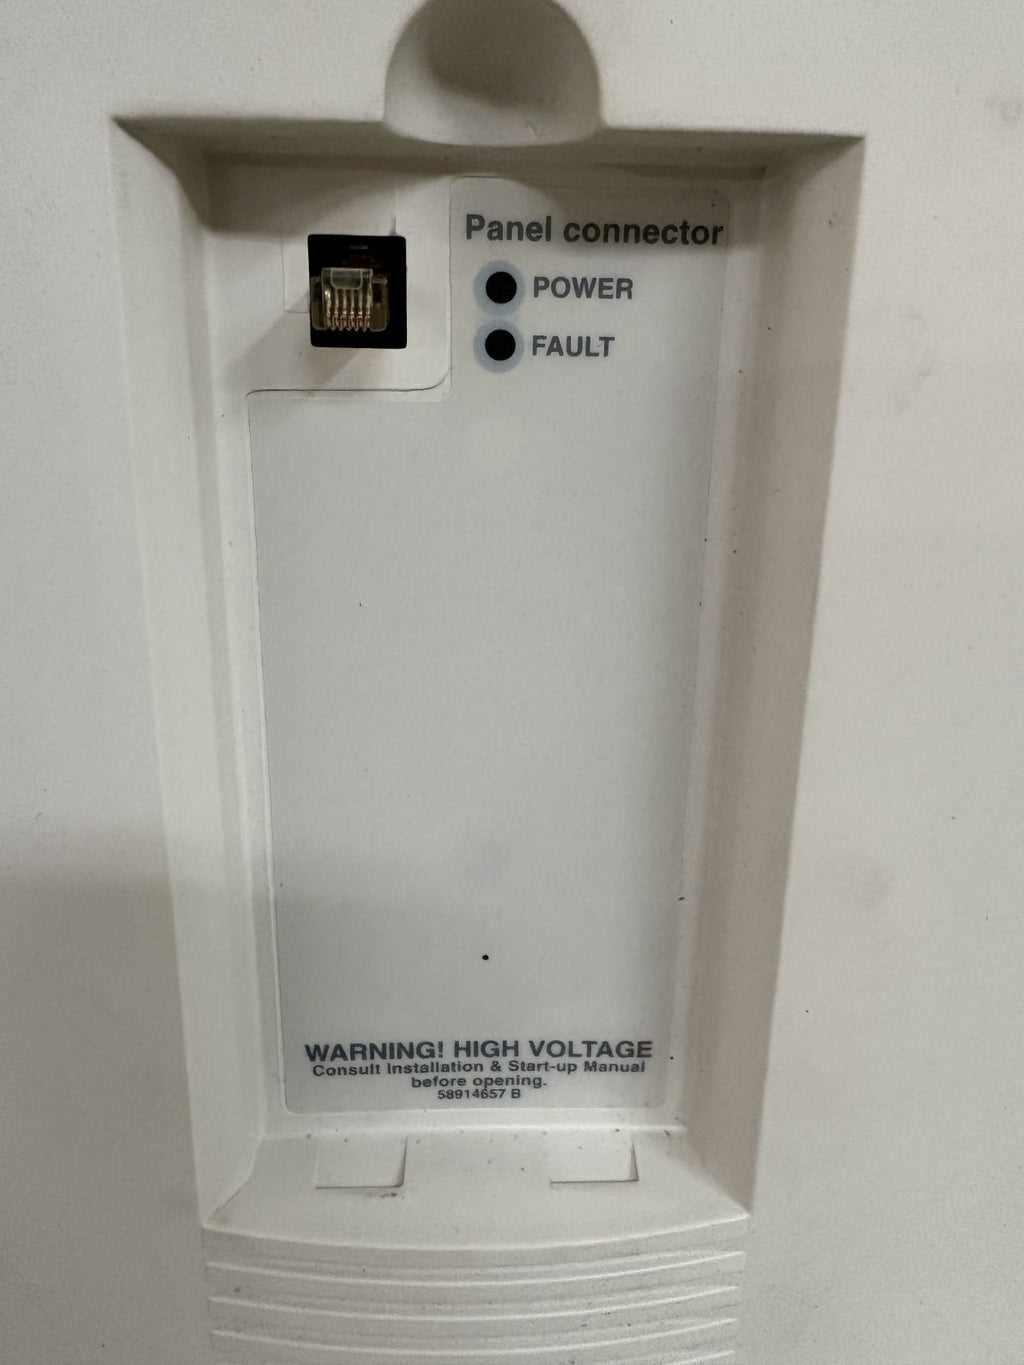 Panel connector
POWER
FAULT
WARNING! HIGH VOLTAGE
Consult Installation & Start-up Manual
before opening.
58914657 B